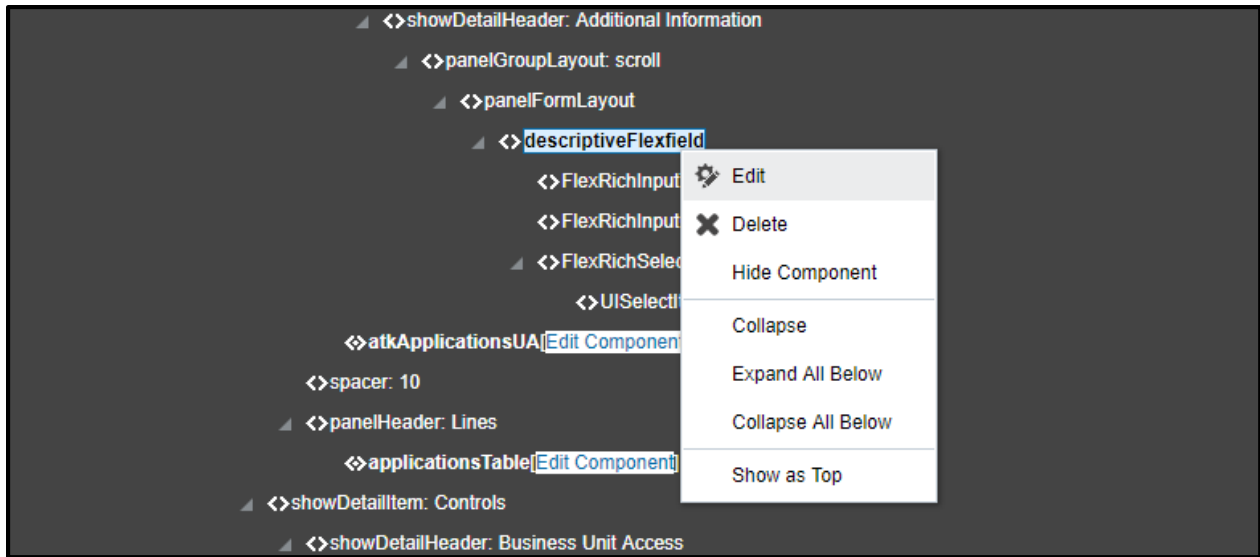 <>showDetailHeader: Additional Information
<>panelGroupLayout: scroll
<>panelFormLayout
<>descriptiveFlexfield
<>FlexRichInput
Edit
<>FlexRichInput
Delete
<>FlexRichSelec
Hide Component
<>UISelectI
Collapse
<>atkApplicationsUA[Edit Component
Expand All Below
<>spacer: 10
<>panelHeader: Lines
Collapse All Below
<>applicationsTable[Edit Component]
Show as Top
<>showDetailItem: Controls
<>showDetailHeader: Business Unit Access